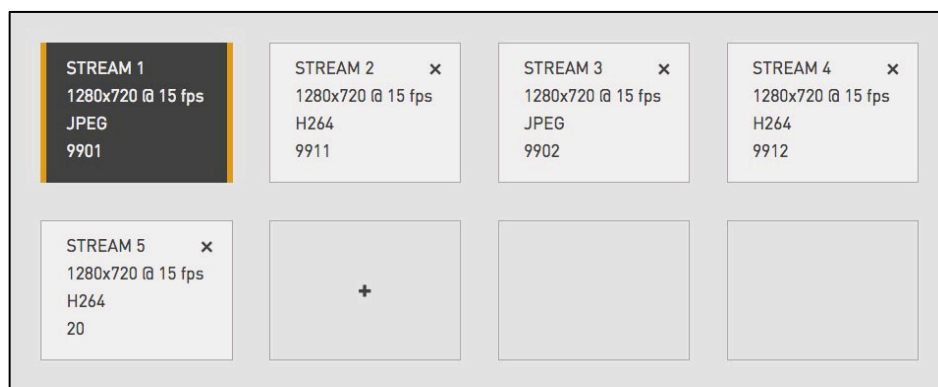 STREAM 1
1280x720 @ 15 fps
JPEG
9901
STREAM 2 ×
1280x720 @ 15 fps
H264
9911
STREAM 3 ×
1280x720 @ 15 fps
JPEG
9902
STREAM 4 ×
1280x720 @ 15 fps
H264
9912
STREAM 5 ×
1280x720 @ 15 fps
H264
20
+